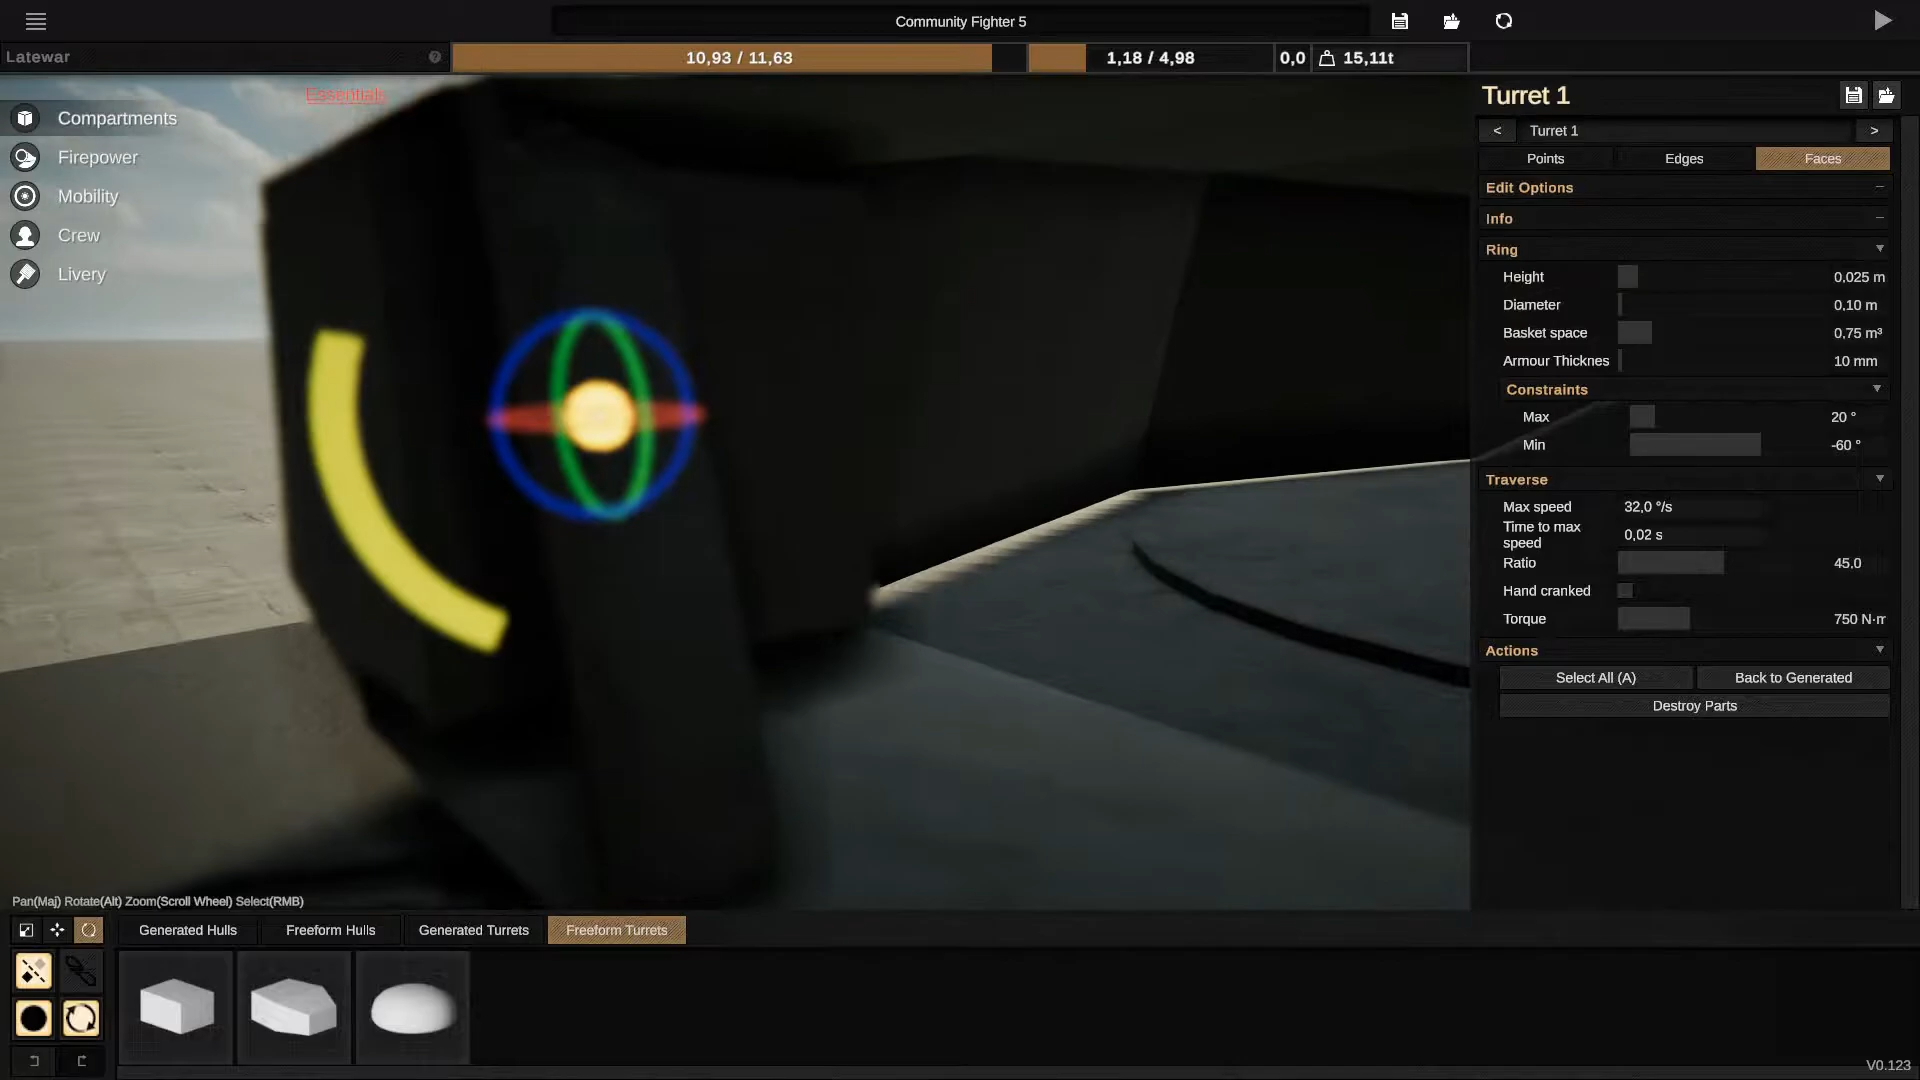 Community Fighter 5
Latewar
10,93 / 11,63
1,18 / 4,98
0,0
15,11t
Essentials
Compartments
Firepower
Mobility
Crew
Livery
Turret 1
< Turret 1 >
Points Edges Faces
Edit Options
Info
Ring
Height 0,025 m
Diameter 0,10 m
Basket space 0,75 m³
Armour Thicknes 10 mm
Constraints
Max 20 °
Min -60 °
Traverse
Max speed 32,0 °/s
Time to max speed 0,02 s
Ratio 45,0
Hand cranked
Torque 750 N·m
Actions
Select All (A) Back to Generated
Destroy Parts
Pan(Maj) Rotate(Alt) Zoom(Scroll Wheel) Select(RMB)
Generated Hulls Freeform Hulls Generated Turrets Freeform Turrets
V0.123